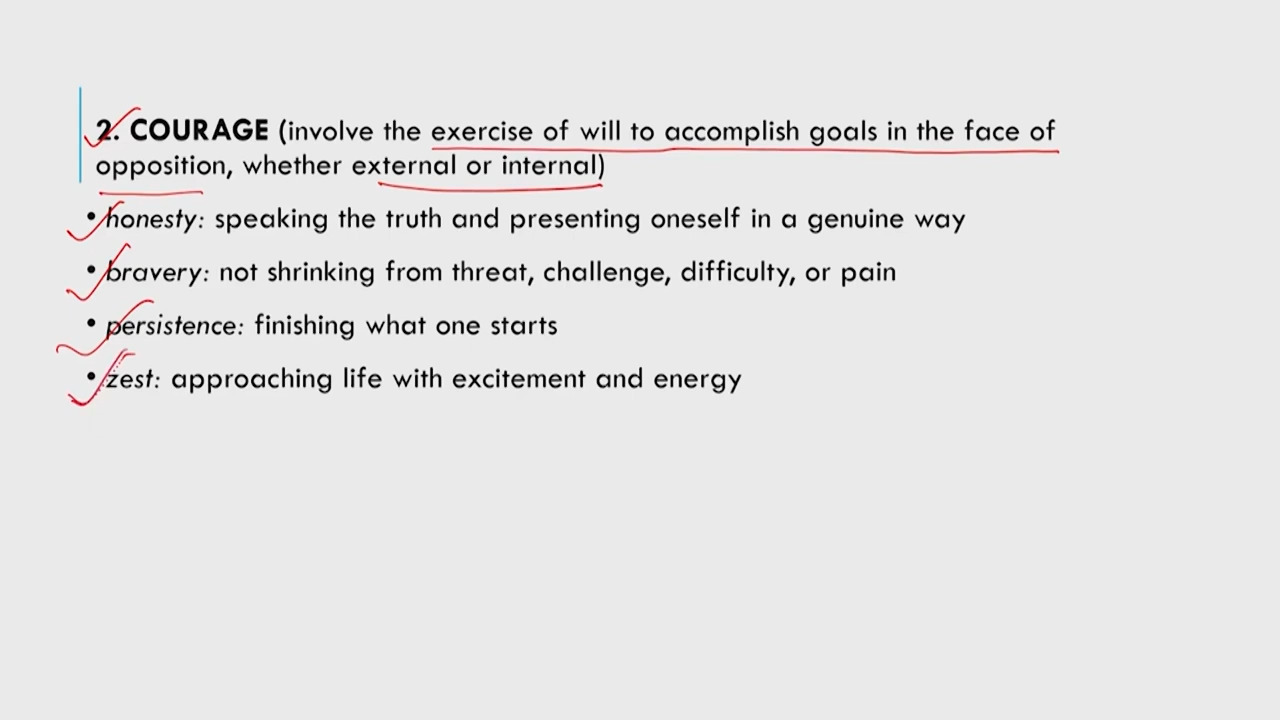 2. COURAGE (involve the exercise of will to accomplish goals in the face of
opposition, whether external or internal)
• honesty: speaking the truth and presenting oneself in a genuine way
• bravery: not shrinking from threat, challenge, difficulty, or pain
• persistence: finishing what one starts
• zest: approaching life with excitement and energy